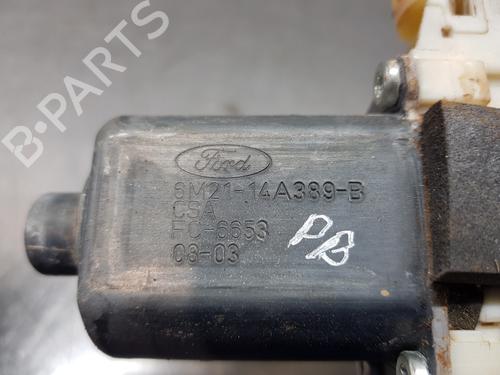 B-PARTS
Ford
6M21-14A389-B
CSA
FC-6653
08-03
PB